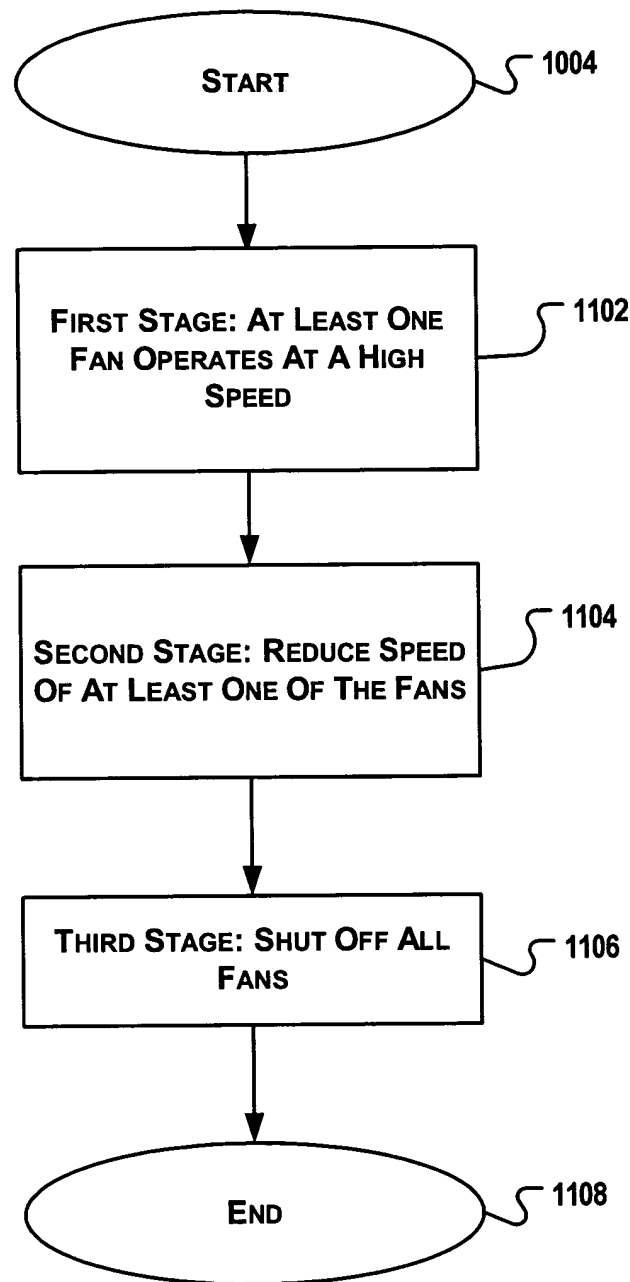 START
1004
FIRST STAGE: AT LEAST ONE
FAN OPERATES AT A HIGH
SPEED
1102
SECOND STAGE: REDUCE SPEED
OF AT LEAST ONE OF THE FANS
1104
THIRD STAGE: SHUT OFF ALL
FANS
1106
END
1108